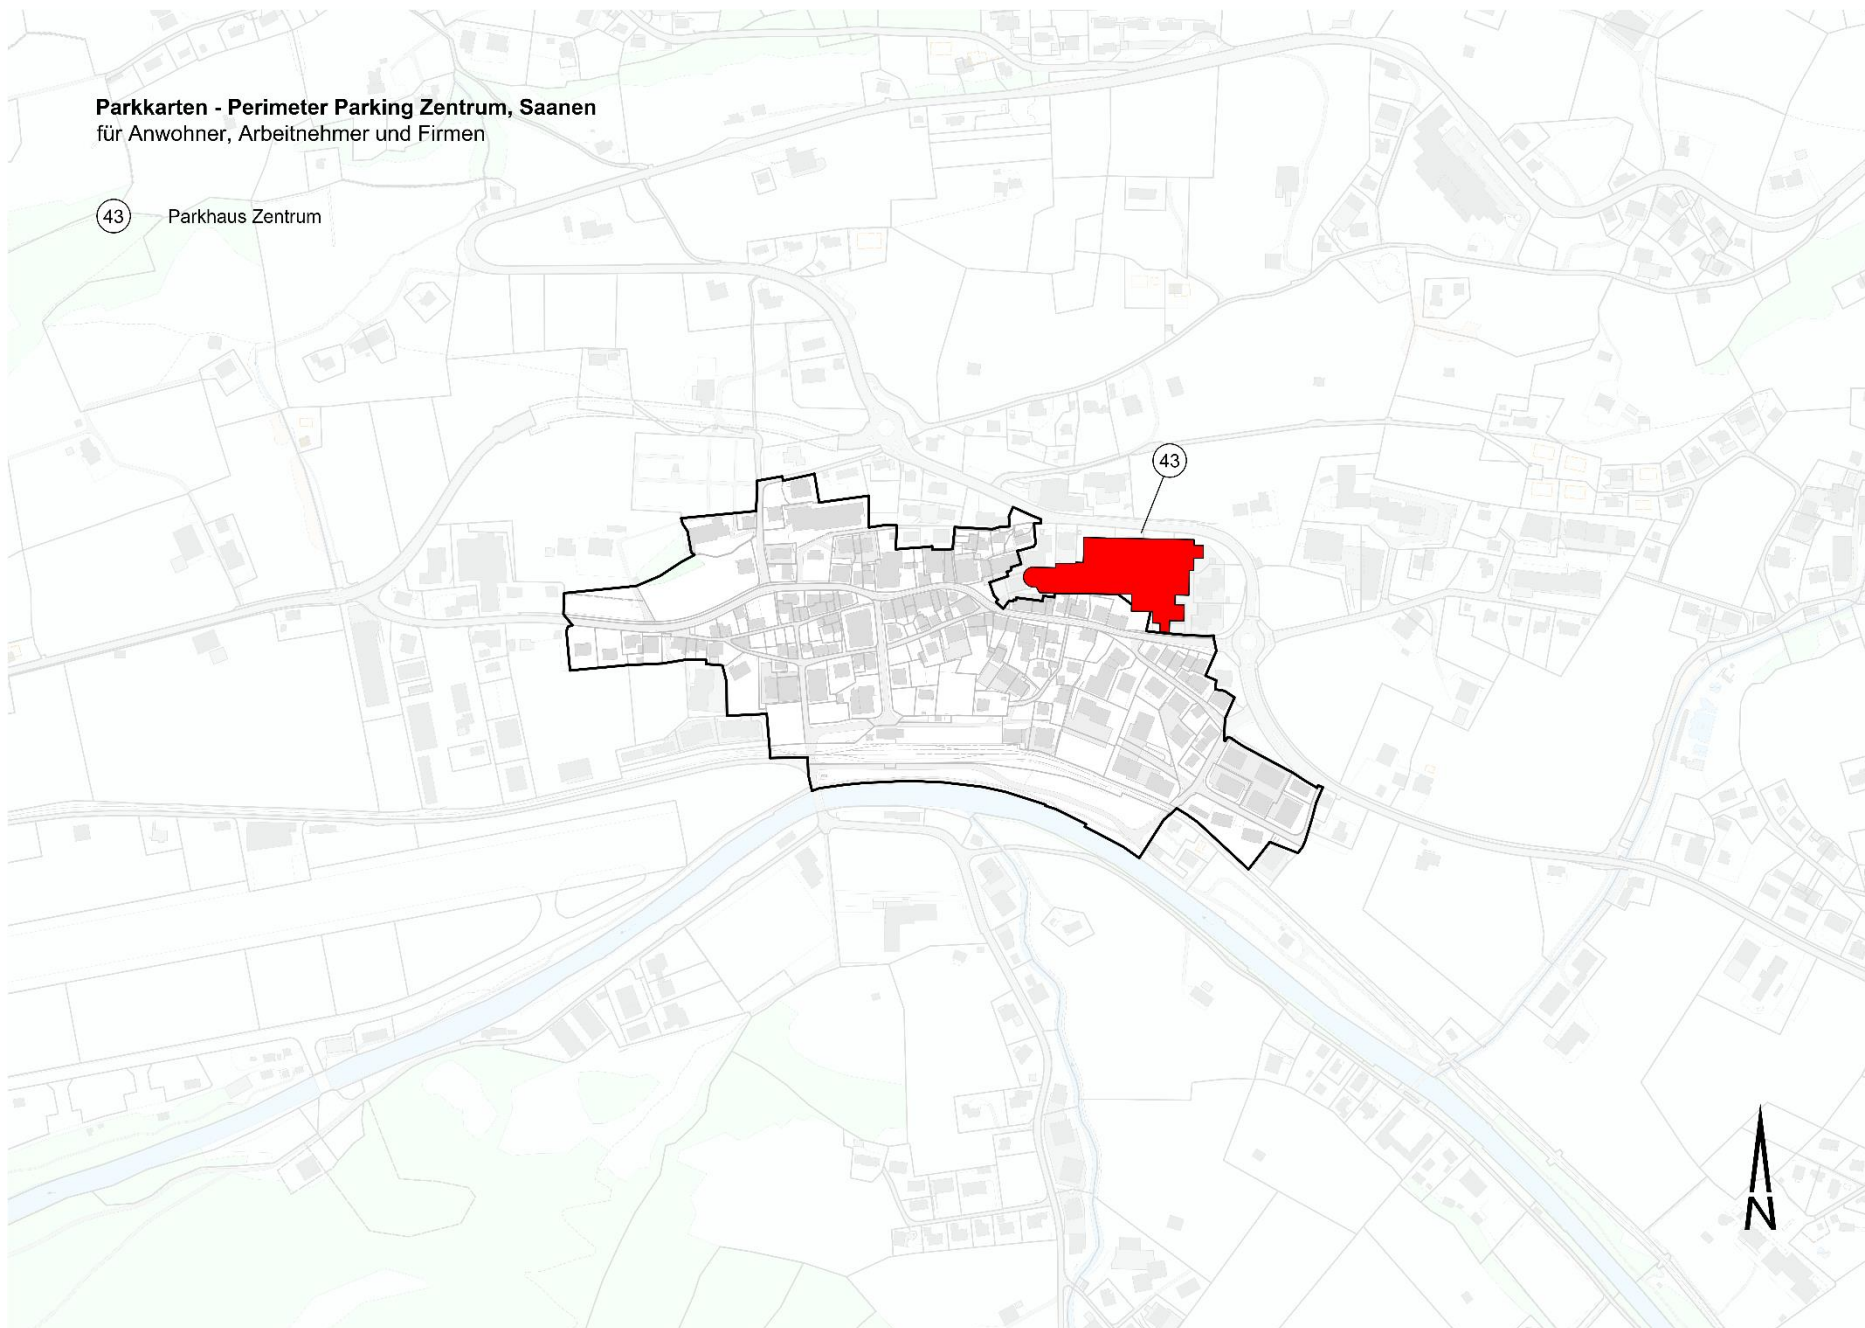 Parkkarten - Perimeter Parking Zentrum, Saanen
für Anwohner, Arbeitnehmer und Firmen
43 Parkhaus Zentrum
43
N